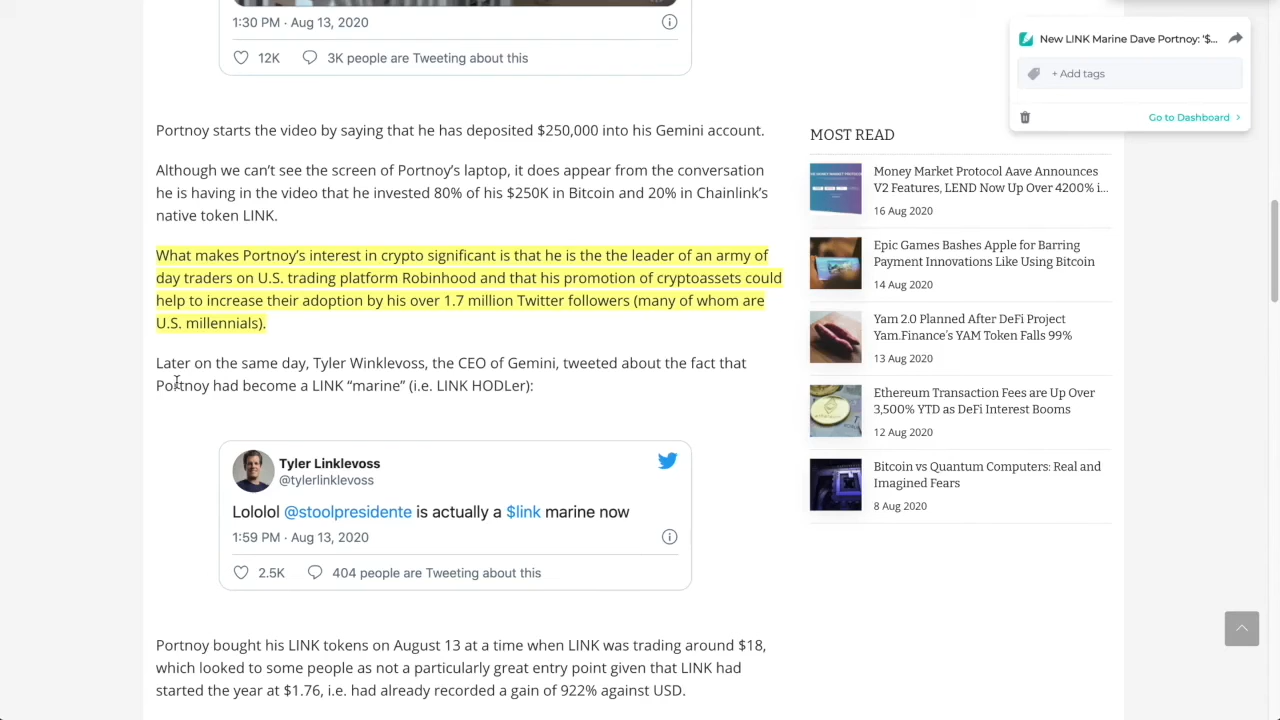 1:30 PM · Aug 13, 2020
12K 3K people are Tweeting about this
New LINK Marine Dave Portnoy: '$...
+ Add tags
Go to Dashboard
Portnoy starts the video by saying that he has deposited $250,000 into his Gemini account.
Although we can’t see the screen of Portnoy’s laptop, it does appear from the conversation
he is having in the video that he invested 80% of his $250K in Bitcoin and 20% in Chainlink’s
native token LINK.
What makes Portnoy’s interest in crypto significant is that he is the the leader of an army of
day traders on U.S. trading platform Robinhood and that his promotion of cryptoassets could
help to increase their adoption by his over 1.7 million Twitter followers (many of whom are
U.S. millennials).
Later on the same day, Tyler Winklevoss, the CEO of Gemini, tweeted about the fact that
Portnoy had become a LINK “marine” (i.e. LINK HODLer):
Tyler Linklevoss
@tylerlinklevoss
Lololol @stoolpresidente is actually a $link marine now
1:59 PM · Aug 13, 2020
2.5K 404 people are Tweeting about this
Portnoy bought his LINK tokens on August 13 at a time when LINK was trading around $18,
which looked to some people as not a particularly great entry point given that LINK had
started the year at $1.76, i.e. had already recorded a gain of 922% against USD.
MOST READ
Money Market Protocol Aave Announces
V2 Features, LEND Now Up Over 4200% i...
16 Aug 2020
Epic Games Bashes Apple for Barring
Payment Innovations Like Using Bitcoin
14 Aug 2020
Yam 2.0 Planned After DeFi Project
Yam.Finance’s YAM Token Falls 99%
13 Aug 2020
Ethereum Transaction Fees are Up Over
3,500% YTD as DeFi Interest Booms
12 Aug 2020
Bitcoin vs Quantum Computers: Real and
Imagined Fears
8 Aug 2020